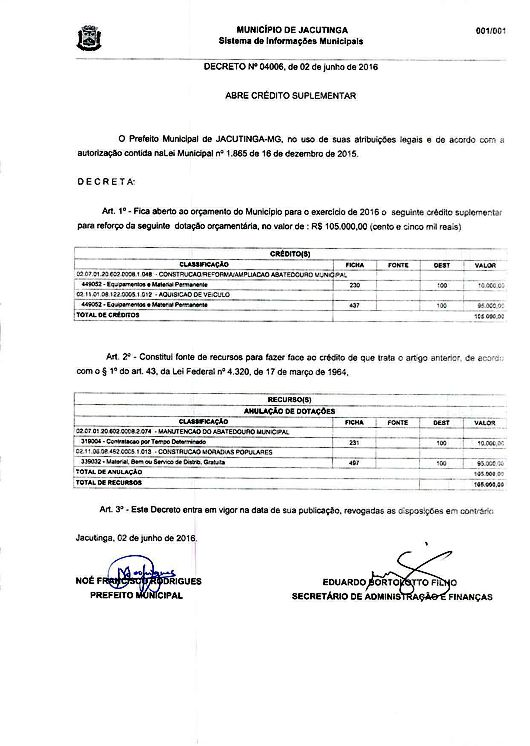 MUNICÍPIO DE JACUTINGA
001/001
Sistema de Informações Municipais
DECRETO Nº 04006, de 02 de junho de 2016
ABRE CRÉDITO SUPLEMENTAR
O Prefeito Municipal de JACUTINGA-MG, no uso de suas atribuições legais e de acordo com a
autorização contida naLei Municipal nº 1.865 de 16 de dezembro de 2015.
D E C R E T A:
Art. 1º - Fica aberto ao orçamento do Município para o exercicio de 2016 o seguinte crédito suplementar
para reforço da seguinte dotação orçamentária, no valor de : R$ 105.000,00 (cento e cinco mil reais)
CRÉDITO(S)
CLASSIFICAÇÃO FICHA FONTE DEST VALOR
02.07.01.20.602.0008.1.048 - CONSTRUCAO/REFORMA/AMPLIACAO ABATEDOURO MUNICIPAL
449052 - Equipamentos e Material Permanente 230 100 10.000,00
02.11.01.08.122.0005.1.012 - AQUISICAO DE VEICULO
449052 - Equipamentos e Material Permanente 437 100 95.000,00
TOTAL DE CRÉDITOS 105.000,00
Art. 2º - Constitui fonte de recursos para fazer face ao crédito de que trata o artigo anterior, de acordo
com o § 1º do art. 43, da Lei Federal nº 4.320, de 17 de março de 1964,
RECURSO(S)
ANULAÇÃO DE DOTAÇÕES
CLASSIFICAÇÃO FICHA FONTE DEST VALOR
02.07.01.20.602.0008.2.074 - MANUTENCAO DO ABATEDOURO MUNICIPAL
319004 - Contratacao por Tempo Determinado 231 100 10.000,00
02.11.06.08.482.0005.1.013 - CONSTRUCAO MORADIAS POPULARES
339032 - Material, Bem ou Servico de Distrib. Gratuita 497 100 95.000,00
TOTAL DE ANULAÇÃO 105.000,00
TOTAL DE RECURSOS 105.000,00
Art. 3º - Este Decreto entra em vigor na data de sua publicação, revogadas as disposições em contrário
Jacutinga, 02 de junho de 2016.
NOÉ FRANCISCO RODRIGUES
PREFEITO MUNICIPAL
EDUARDO BORTOLOTTO FILHO
SECRETÁRIO DE ADMINISTRAÇÃO E FINANÇAS